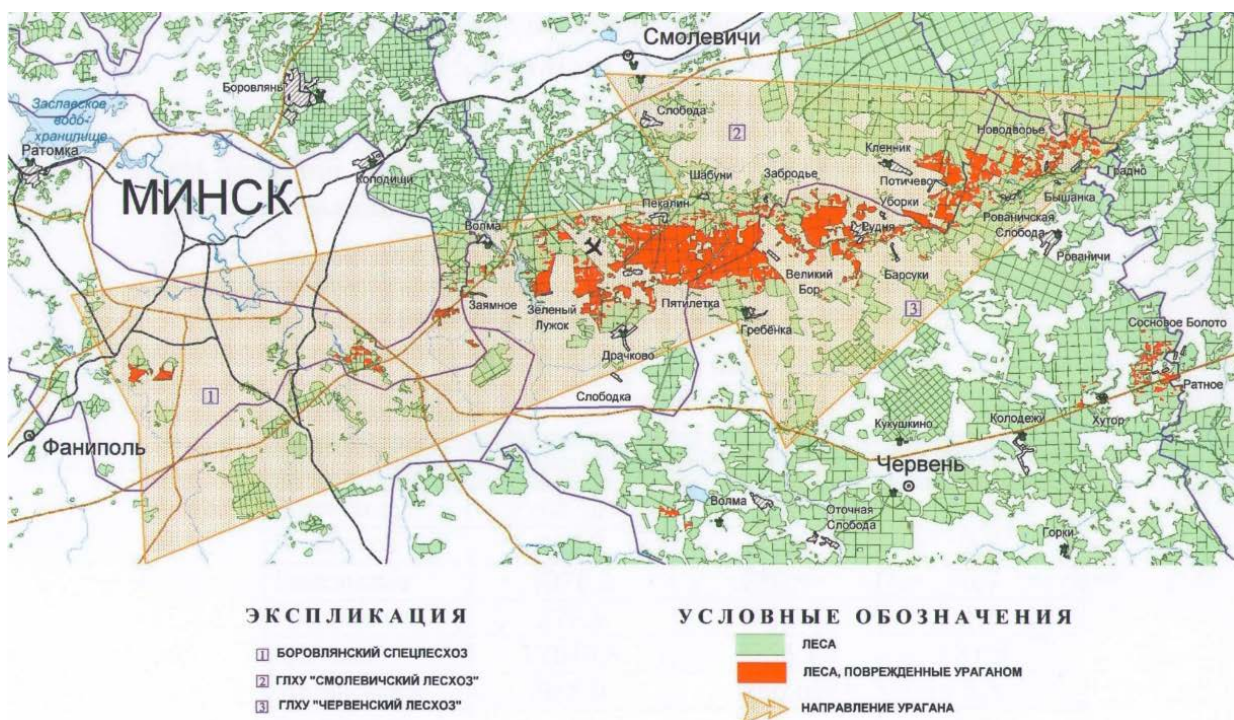 Смолевичи
Боровляны
Заславское
водо-
хранилище
Слобода
2
Новодворье
Ратомка
Кленник
МИНСК
Колодищи
Шабуни
Забродье
Потичево
Градно
Пекалин
Уборки
Бышанка
Рованичская
Слобода
Волма
Рудня
Рованичи
Великий
Бор
Барсуки
Заямное
Зеленый
Лужок
Пятилетка
3
Гребёнка
Сосновое Болото
Драчково
Ратное
1
Слободка
Хутор
Кукушкино
Колодежи
Фаниполь
Червень
Волма
Оточная
Слобода
Горки
ЭКСПЛИКАЦИЯ
1 БОРОВЛЯНСКИЙ СПЕЦЛЕСХОЗ
2 ГЛХУ "СМОЛЕВИЧСКИЙ ЛЕСХОЗ"
3 ГЛХУ "ЧЕРВЕНСКИЙ ЛЕСХОЗ"
УСЛОВНЫЕ ОБОЗНАЧЕНИЯ
ЛЕСА
ЛЕСА, ПОВРЕЖДЕННЫЕ УРАГАНОМ
НАПРАВЛЕНИЕ УРАГАНА